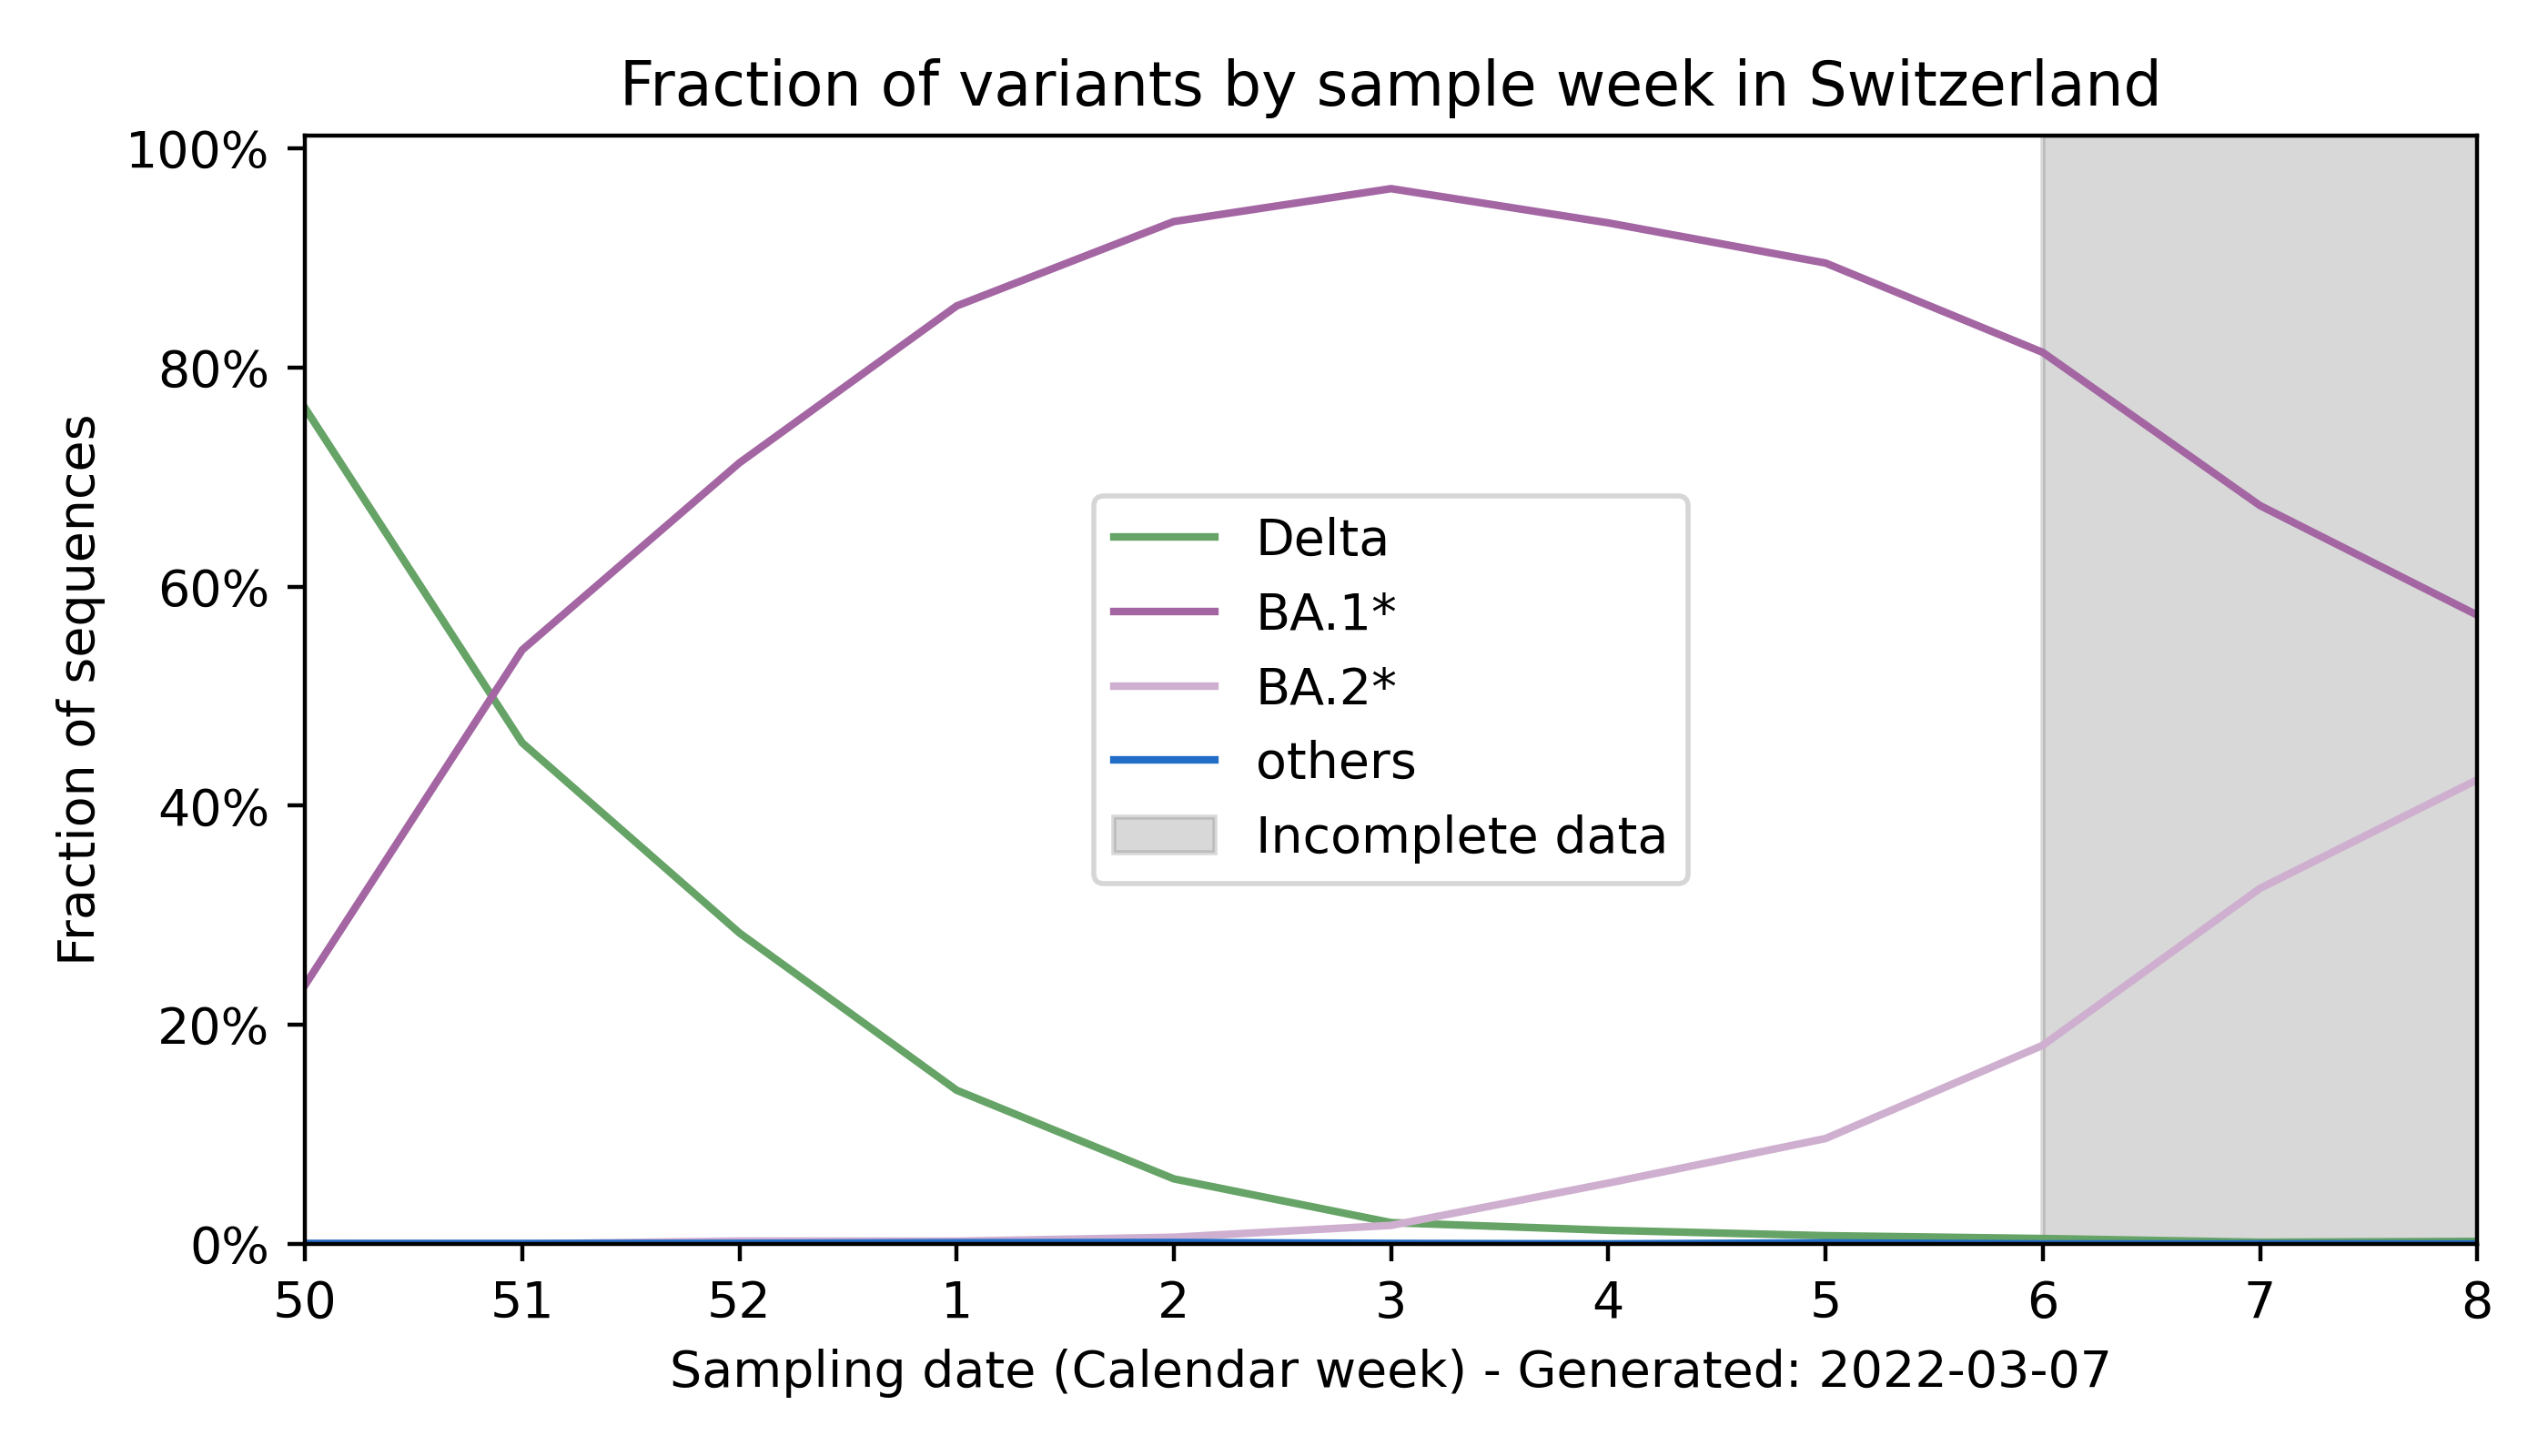 Fraction of variants by sample week in Switzerland
100%
80%
60%
40%
20%
0%
Fraction of sequences
Delta
BA.1*
BA.2*
others
Incomplete data
50 51 52 1 2 3 4 5 6 7 8
Sampling date (Calendar week) - Generated: 2022-03-07